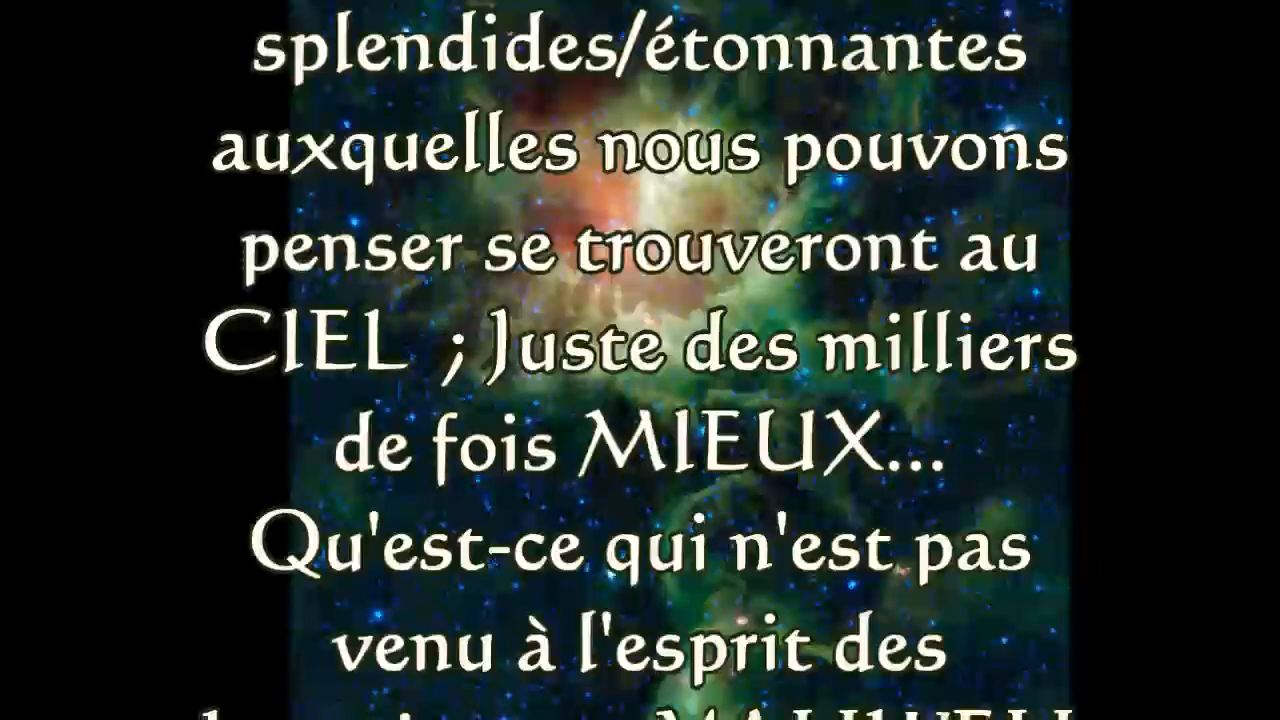 splendides/étonnantes
auxquelles nous pouvons
penser se trouveront au
CIEL ; Juste des milliers
de fois MIEUX...
Qu'est-ce qui n'est pas
venu à l'esprit des